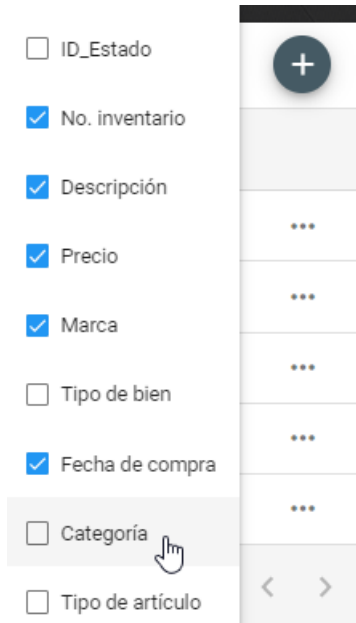 ID_Estado
No. inventario
Descripción
Precio
Marca
Tipo de bien
Fecha de compra
Categoría
Tipo de artículo